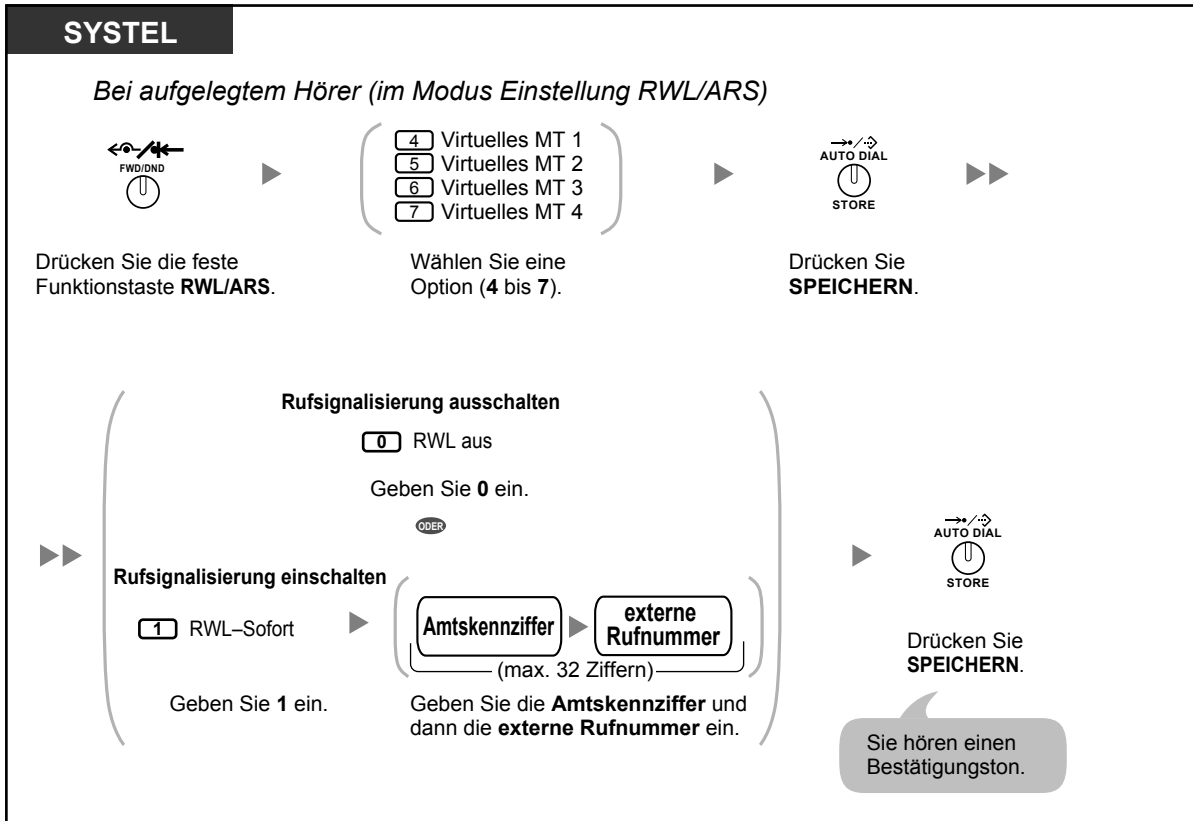 SYSTEL
Bei aufgelegtem Hörer (im Modus Einstellung RWL/ARS)
FWD/DND
Drücken Sie die feste
Funktionstaste RWL/ARS.
4 Virtuelles MT 1
5 Virtuelles MT 2
6 Virtuelles MT 3
7 Virtuelles MT 4
Wählen Sie eine
Option (4 bis 7).
AUTO DIAL
STORE
Drücken Sie
SPEICHERN.
Rufsignalisierung ausschalten
0 RWL aus
Geben Sie 0 ein.
ODER
Rufsignalisierung einschalten
1 RWL–Sofort
Geben Sie 1 ein.
Amtskennziffer
externe
Rufnummer
(max. 32 Ziffern)
Geben Sie die Amtskennziffer und
dann die externe Rufnummer ein.
AUTO DIAL
STORE
Drücken Sie
SPEICHERN.
Sie hören einen
Bestätigungston.